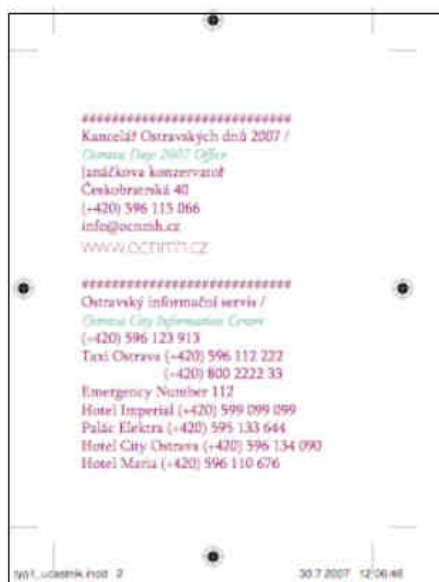 ############################
Kancelář Ostravských dnů 2007 /
Ostrava Days 2007 Office
Janáčkova konzervatoř
Českobratrská 40
(+420) 596 115 066
info@ocnmh.cz
www.ocnmh.cz
############################
Ostravský informační servis /
Ostrava City Information Centre
(+420) 596 123 913
Taxi Ostrava (+420) 596 112 222
(+420) 800 2222 33
Emergency Number 112
Hotel Imperial (+420) 599 099 099
Palác Elektra (+420) 595 133 644
Hotel City Ostrava (+420) 596 134 090
Hotel Maria (+420) 596 110 676
typ1_ucastnik.indd 2 30.7.2007 12:06:46